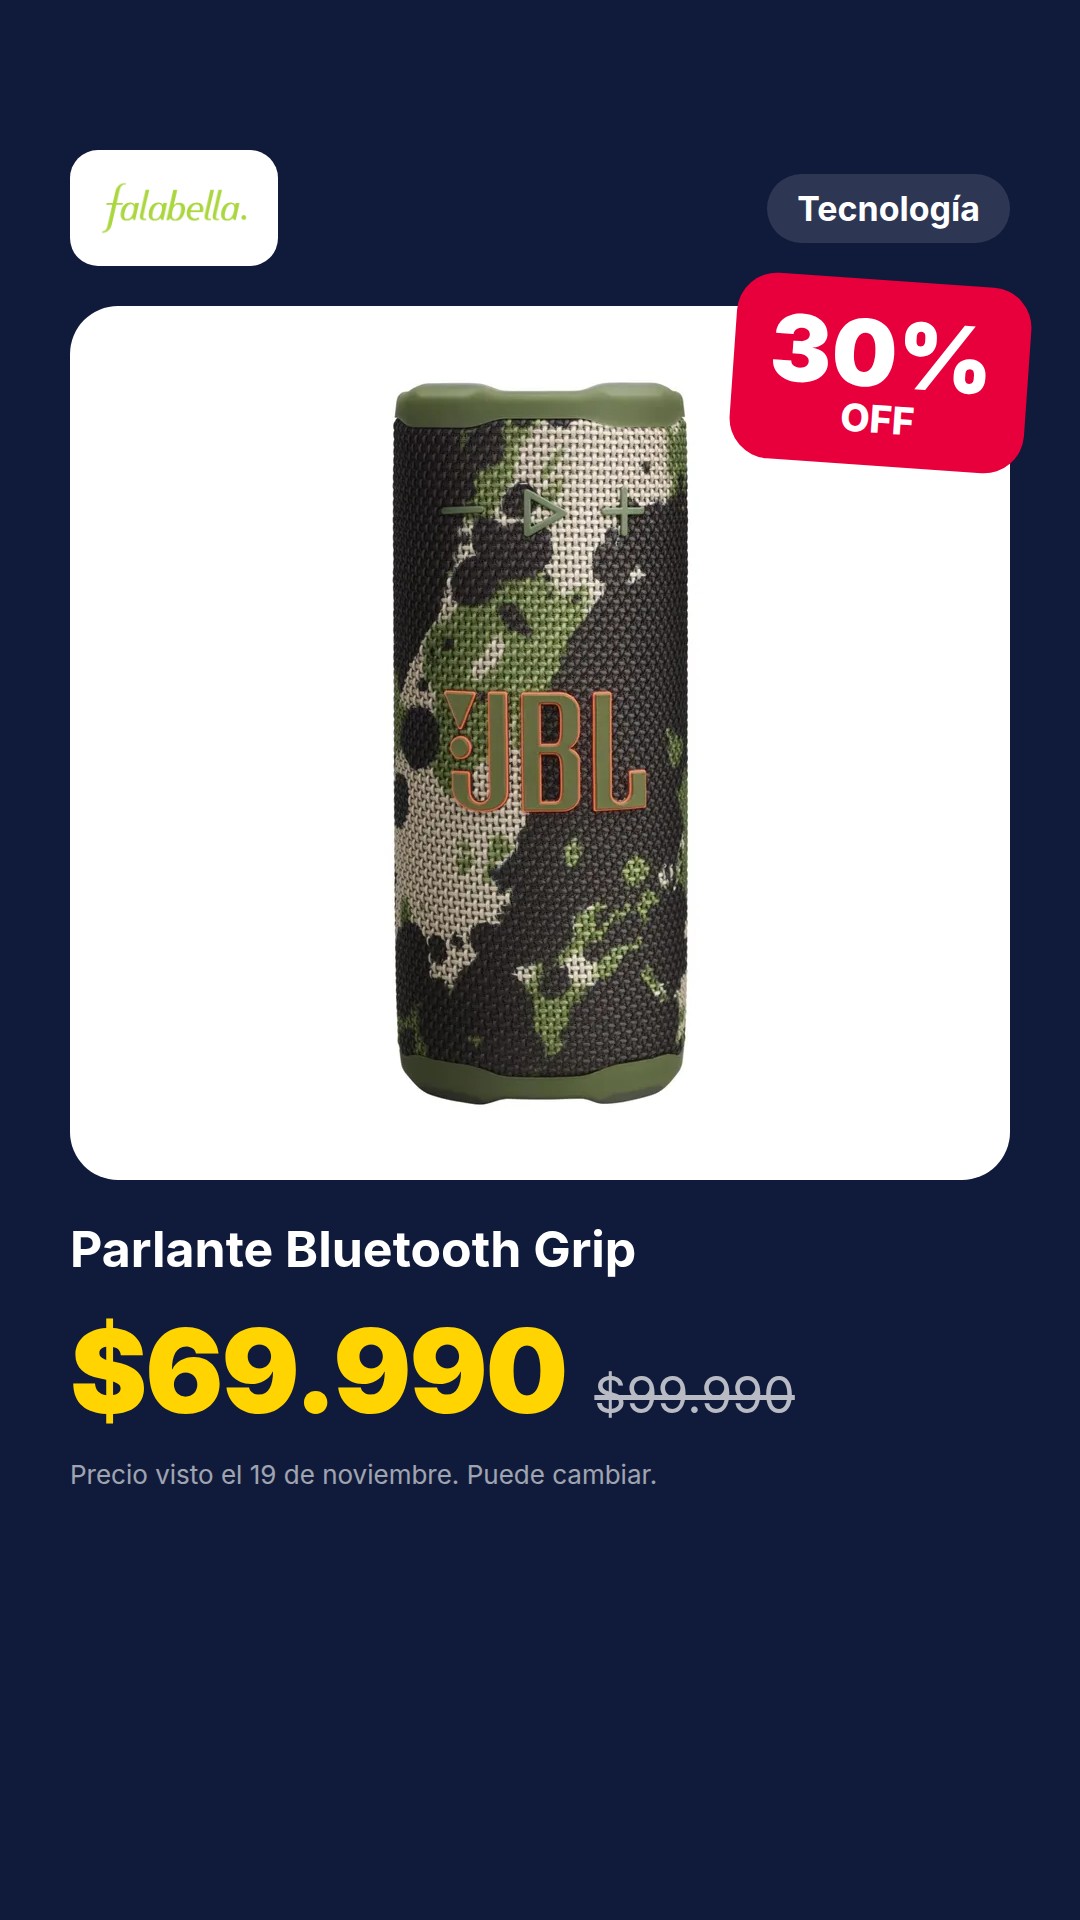 falabella.
Tecnología
30%
OFF
JBL
Parlante Bluetooth Grip
$69.990 $99.990
Precio visto el 19 de noviembre. Puede cambiar.